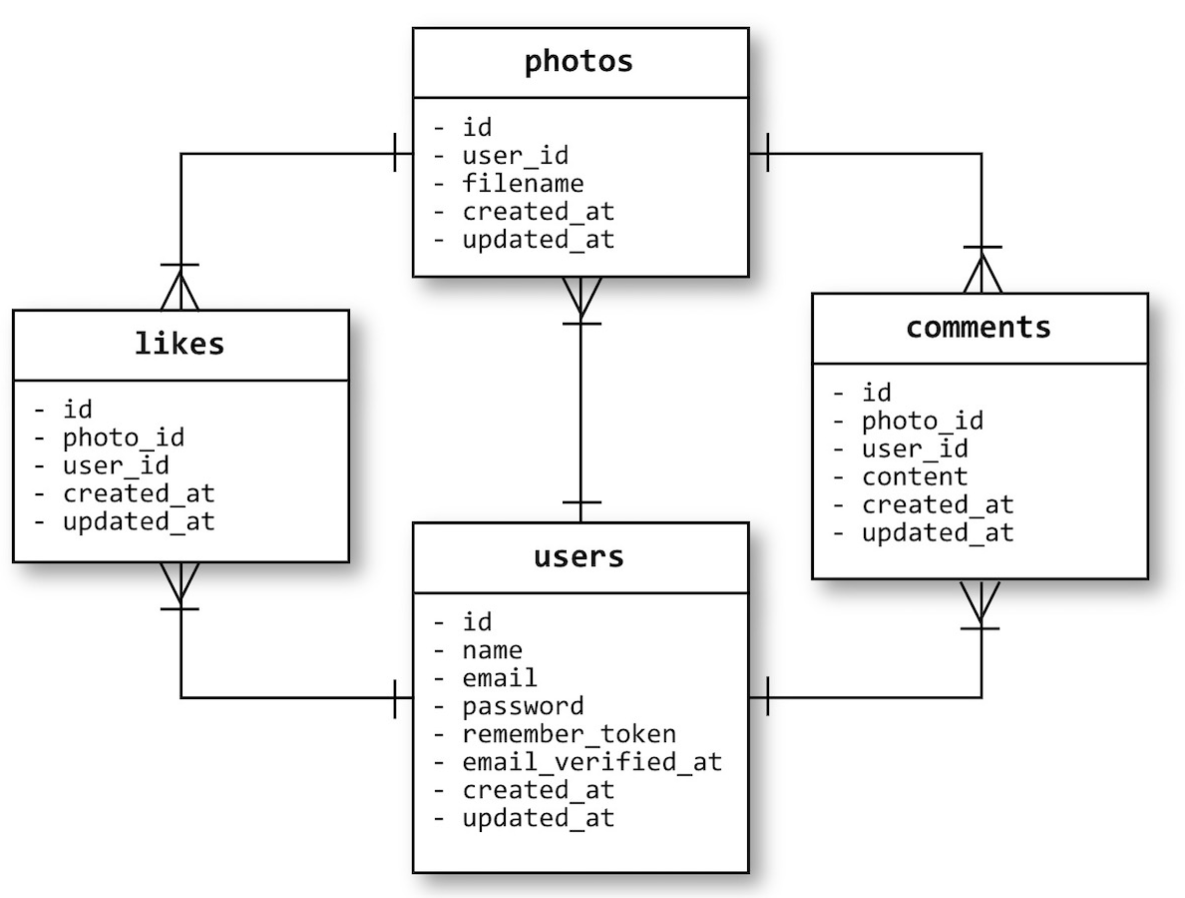 photos
- id
- user_id
- filename
- created_at
- updated_at
likes
- id
- photo_id
- user_id
- created_at
- updated_at
comments
- id
- photo_id
- user_id
- content
- created_at
- updated_at
users
- id
- name
- email
- password
- remember_token
- email_verified_at
- created_at
- updated_at